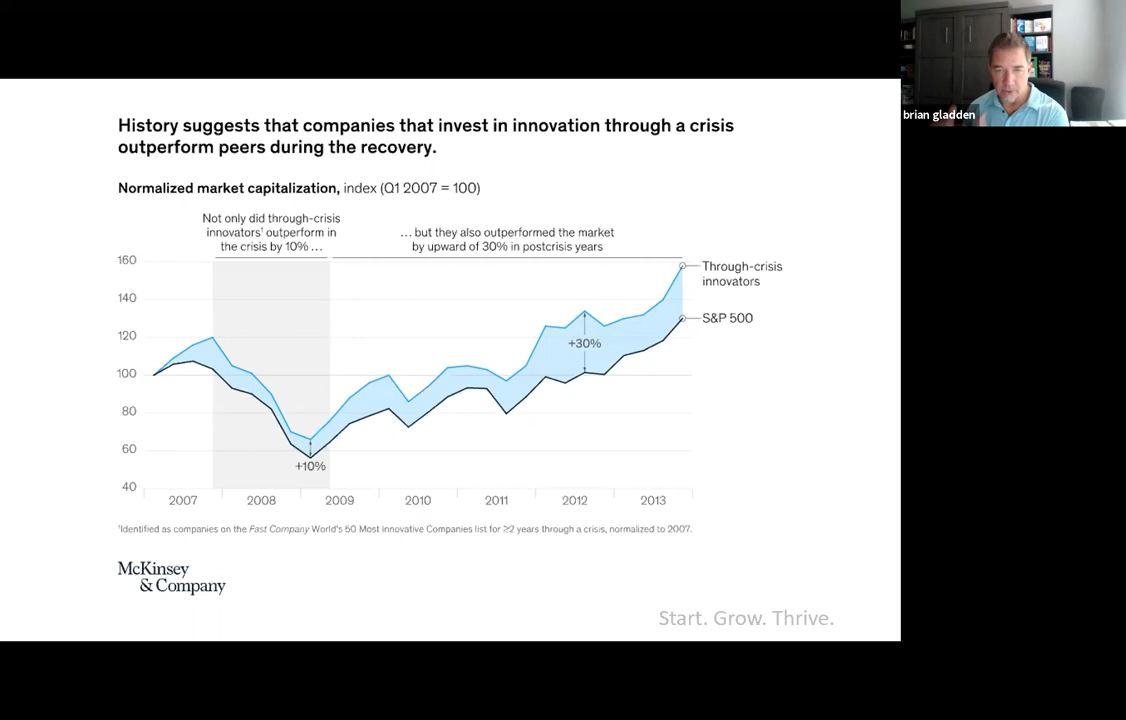 brian gladden
History suggests that companies that invest in innovation through a crisis
outperform peers during the recovery.
Normalized market capitalization, index (Q1 2007 = 100)
Not only did through-crisis
innovators¹ outperform in
the crisis by 10% …
… but they also outperformed the market
by upward of 30% in postcrisis years
160
140
120
100
80
60
40
Through-crisis
innovators
S&P 500
+30%
+10%
2007 2008 2009 2010 2011 2012 2013
¹Identified as companies on the Fast Company World's 50 Most Innovative Companies list for ≥2 years through a crisis, normalized to 2007.
McKinsey
& Company
Start. Grow. Thrive.